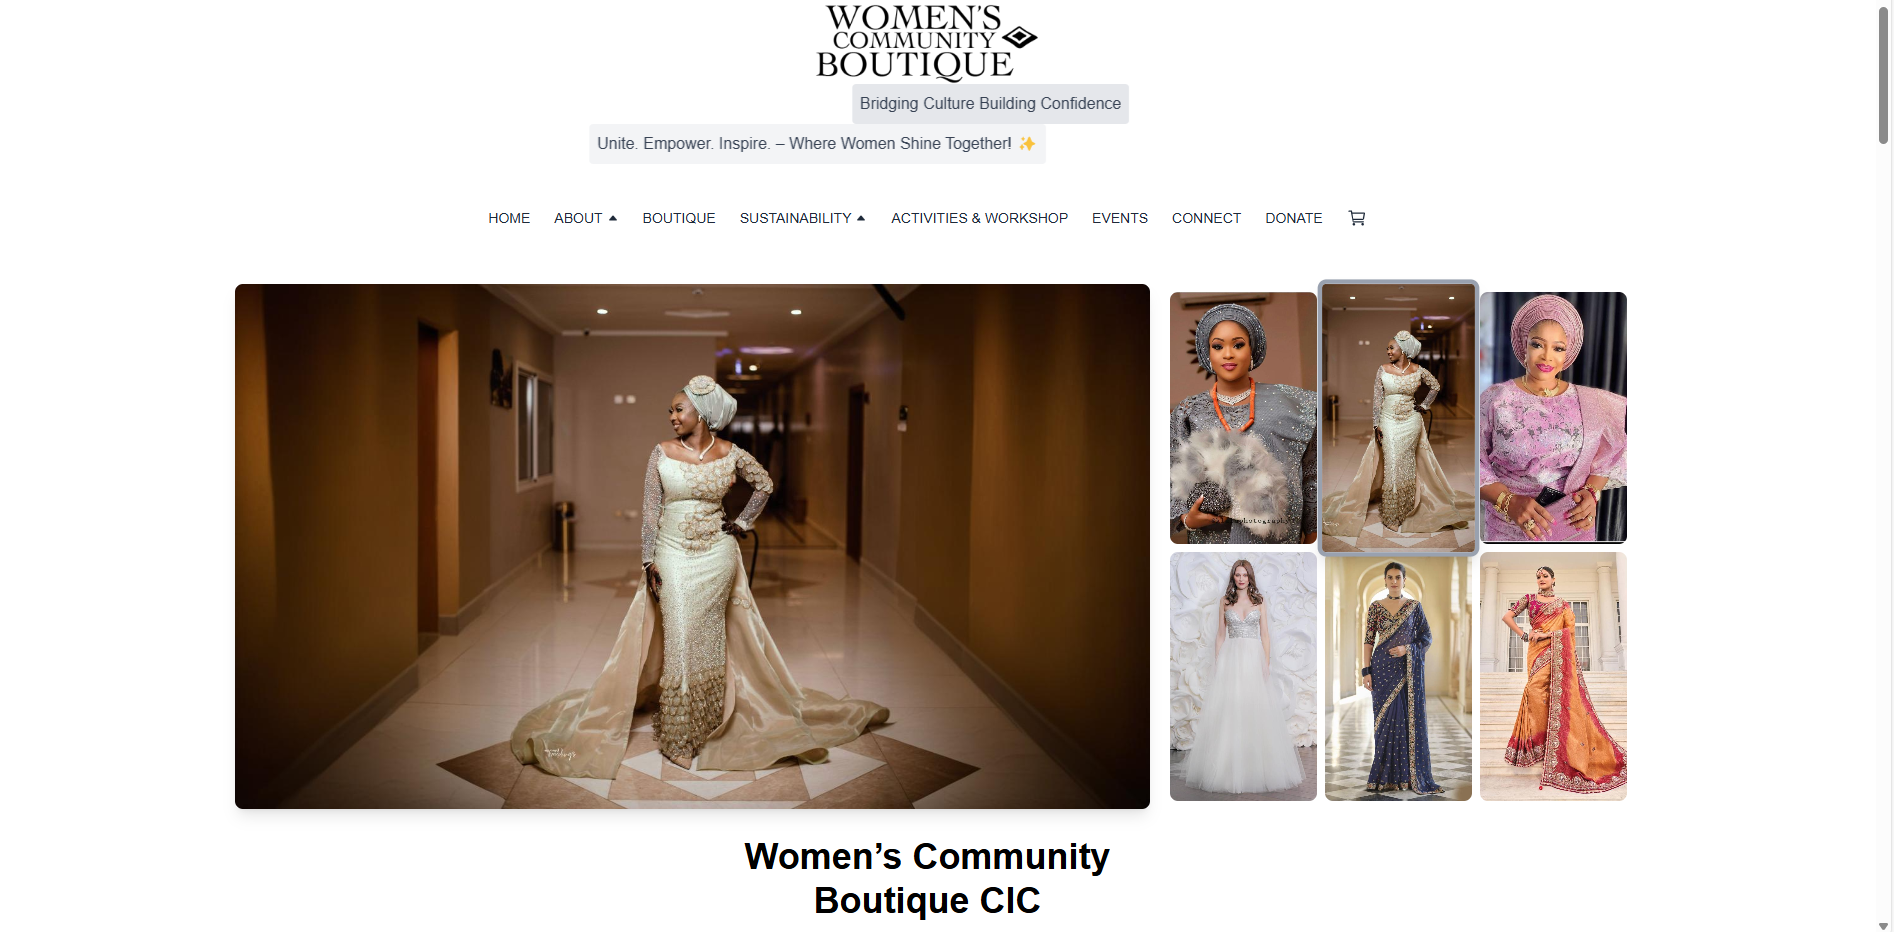 WOMEN'S
COMMUNITY
BOUTIQUE
Bridging Culture Building Confidence
Unite. Empower. Inspire. – Where Women Shine Together! ✨
HOME ABOUT BOUTIQUE SUSTAINABILITY ACTIVITIES & WORKSHOP EVENTS CONNECT DONATE
Women’s Community
Boutique CIC